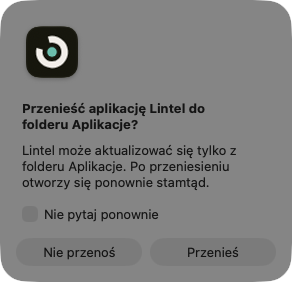 Przenieść aplikację Lintel do
folderu Aplikacje?
Lintel może aktualizować się tylko z
folderu Aplikacje. Po przeniesieniu
otworzy się ponownie stamtąd.
Nie pytaj ponownie
Nie przenoś
Przenieś